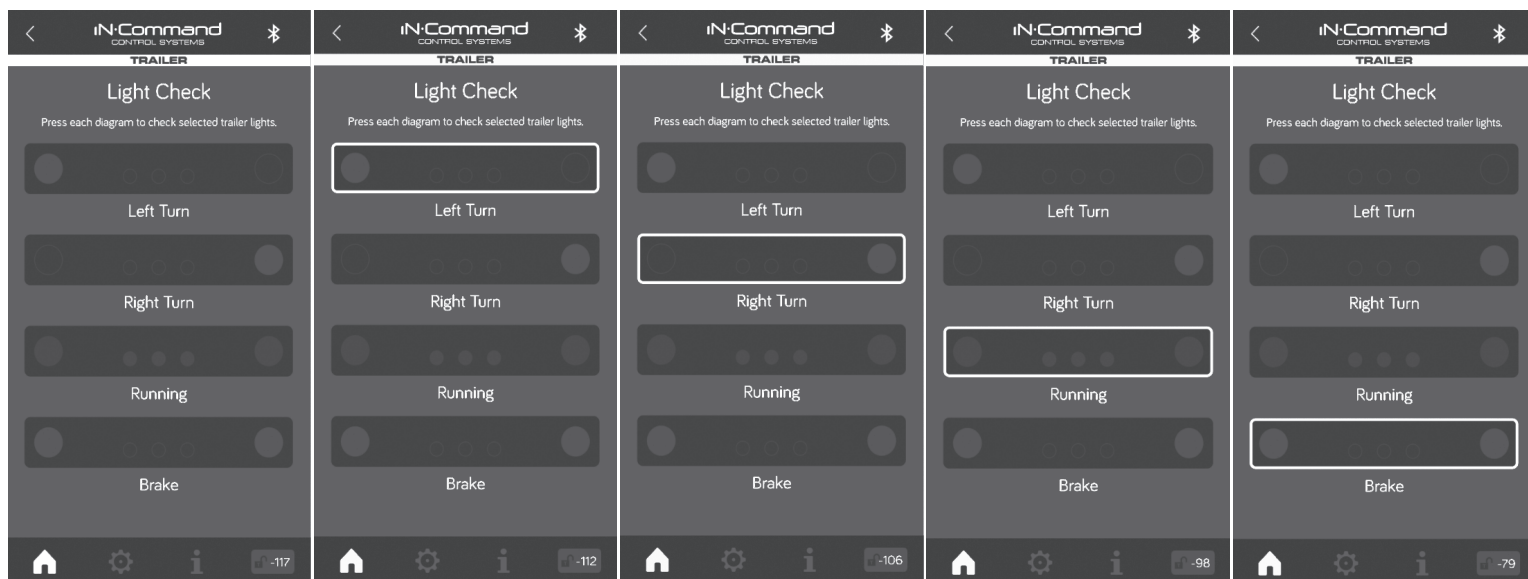 iN·Command
CONTROL SYSTEMS
TRAILER
Light Check
Press each diagram to check selected trailer lights.
Left Turn
Right Turn
Running
Brake
-117
iN·Command
CONTROL SYSTEMS
TRAILER
Light Check
Press each diagram to check selected trailer lights.
Left Turn
Right Turn
Running
Brake
-112
iN·Command
CONTROL SYSTEMS
TRAILER
Light Check
Press each diagram to check selected trailer lights.
Left Turn
Right Turn
Running
Brake
-106
iN·Command
CONTROL SYSTEMS
TRAILER
Light Check
Press each diagram to check selected trailer lights.
Left Turn
Right Turn
Running
Brake
-98
iN·Command
CONTROL SYSTEMS
TRAILER
Light Check
Press each diagram to check selected trailer lights.
Left Turn
Right Turn
Running
Brake
-79